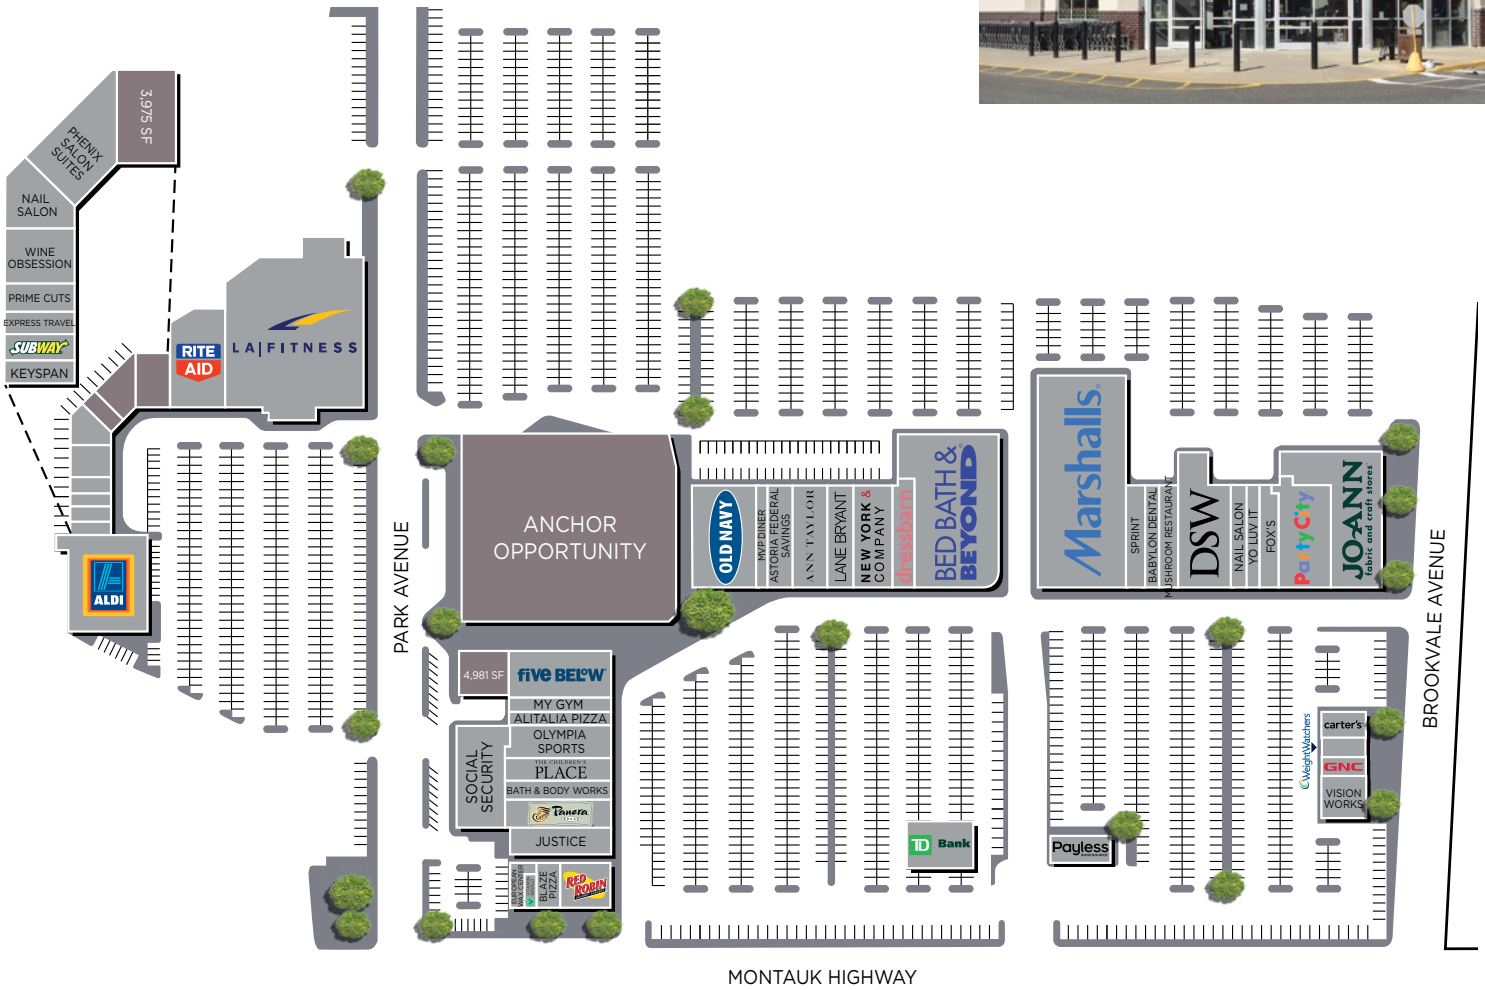 3,975 SF
PHENIX
SALON
SUITES
NAIL
SALON
WINE
OBSESSION
PRIME CUTS
EXPRESS TRAVEL
SUBWAY
KEYSPAN
RITE
AID
LA|FITNESS
ALDI
PARK AVENUE
ANCHOR
OPPORTUNITY
OLD NAVY
MVP DINER
ASTORIA FEDERAL
SAVINGS
ANN TAYLOR
LANE BRYANT
NEW YORK &
COMPANY
dressbarn
BED BATH &
BEYOND
Marshalls
SPRINT
BABYLON DENTAL
MUSHROOM RESTAURANT
DSW
NAIL SALON
YO LUV IT
FOX'S
PartyCity
JO-ANN
fabric and craft stores
BROOKVALE AVENUE
4,981 SF
fiVE BELOW
MY GYM
ALITALIA PIZZA
OLYMPIA
SPORTS
THE CHILDREN'S
PLACE
BATH & BODY WORKS
Panera
JUSTICE
SOCIAL
SECURITY
EUROPEAN
WAX CENTER
BLAZE
PIZZA
RED
ROBIN
TD Bank
Payless
WeightWatchers
carter's
GNC
VISION
WORKS
MONTAUK HIGHWAY